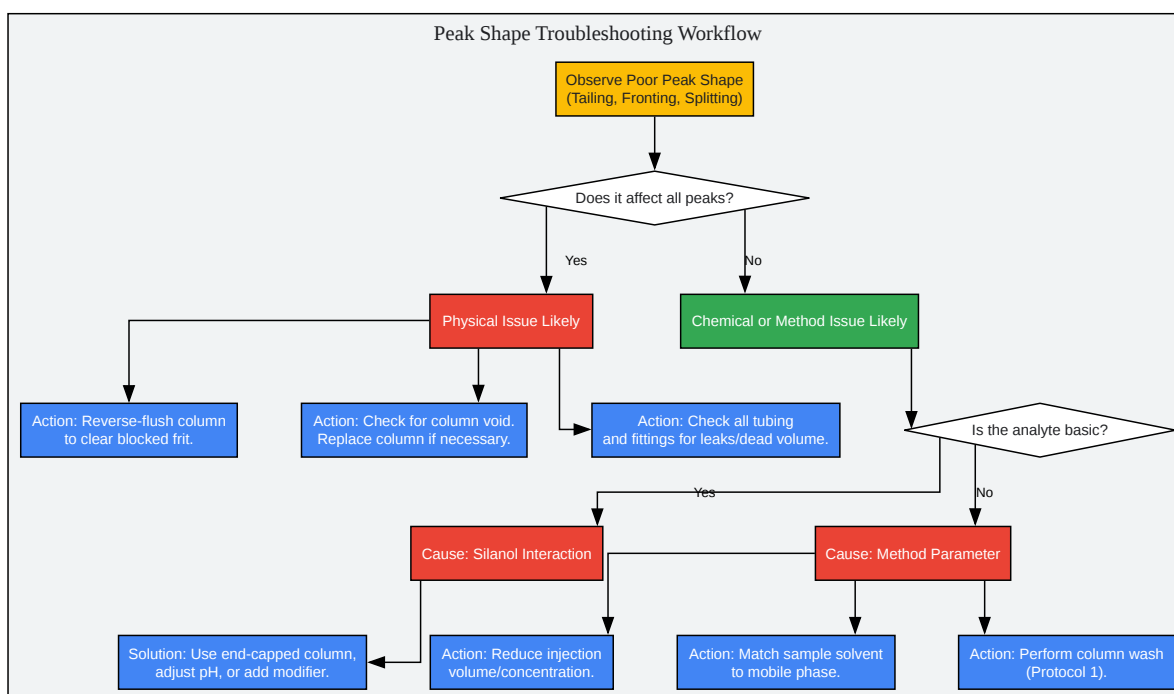 Peak Shape Troubleshooting Workflow
Observe Poor Peak Shape
(Tailing, Fronting, Splitting)
Does it affect all peaks?
Yes
No
Physical Issue Likely
Chemical or Method Issue Likely
Action: Reverse-flush column
to clear blocked frit.
Action: Check for column void.
Replace column if necessary.
Action: Check all tubing
and fittings for leaks/dead volume.
Is the analyte basic?
Yes
No
Cause: Silanol Interaction
Cause: Method Parameter
Solution: Use end-capped column,
adjust pH, or add modifier.
Action: Reduce injection
volume/concentration.
Action: Match sample solvent
to mobile phase.
Action: Perform column wash
(Protocol 1).